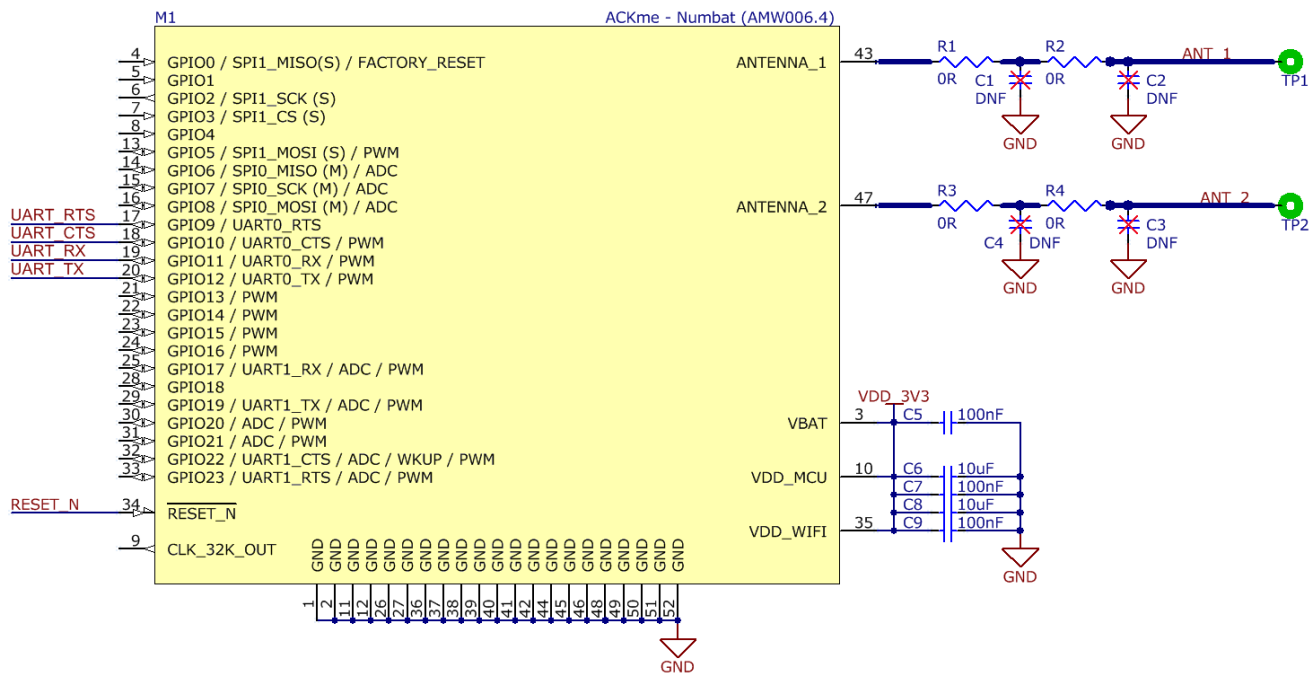 M1 ACKme - Numbat (AMW006.4)
4 GPIO0 / SPI1_MISO(S) / FACTORY_RESET
5 GPIO1
6 GPIO2 / SPI1_SCK (S)
7 GPIO3 / SPI1_CS (S)
8 GPIO4
13 GPIO5 / SPI1_MOSI (S) / PWM
14 GPIO6 / SPI0_MISO (M) / ADC
15 GPIO7 / SPI0_SCK (M) / ADC
16 GPIO8 / SPI0_MOSI (M) / ADC
UART_RTS 17 GPIO9 / UART0_RTS
UART_CTS 18 GPIO10 / UART0_CTS / PWM
UART_RX 19 GPIO11 / UART0_RX / PWM
UART_TX 20 GPIO12 / UART0_TX / PWM
21 GPIO13 / PWM
22 GPIO14 / PWM
23 GPIO15 / PWM
24 GPIO16 / PWM
25 GPIO17 / UART1_RX / ADC / PWM
28 GPIO18
29 GPIO19 / UART1_TX / ADC / PWM
30 GPIO20 / ADC / PWM
31 GPIO21 / ADC / PWM
32 GPIO22 / UART1_CTS / ADC / WKUP / PWM
33 GPIO23 / UART1_RTS / ADC / PWM
RESET_N 34 RESET_N
9 CLK_32K_OUT
GND GND GND GND GND GND GND GND GND GND GND GND GND GND GND GND GND GND GND GND GND
1 2 11 12 26 27 36 37 38 39 40 41 42 44 45 46 48 49 50 51 52
GND
ANTENNA_1 43 R1 R2 ANT_1
0R C1 0R C2 TP1
DNF DNF
GND GND
ANTENNA_2 47 R3 R4 ANT_2
0R C4 DNF 0R C3 TP2
DNF
GND GND
VDD_3V3
VBAT 3 C5 100nF
VDD_MCU 10 C6 10uF
C7 100nF
C8 10uF
VDD_WIFI 35 C9 100nF
GND